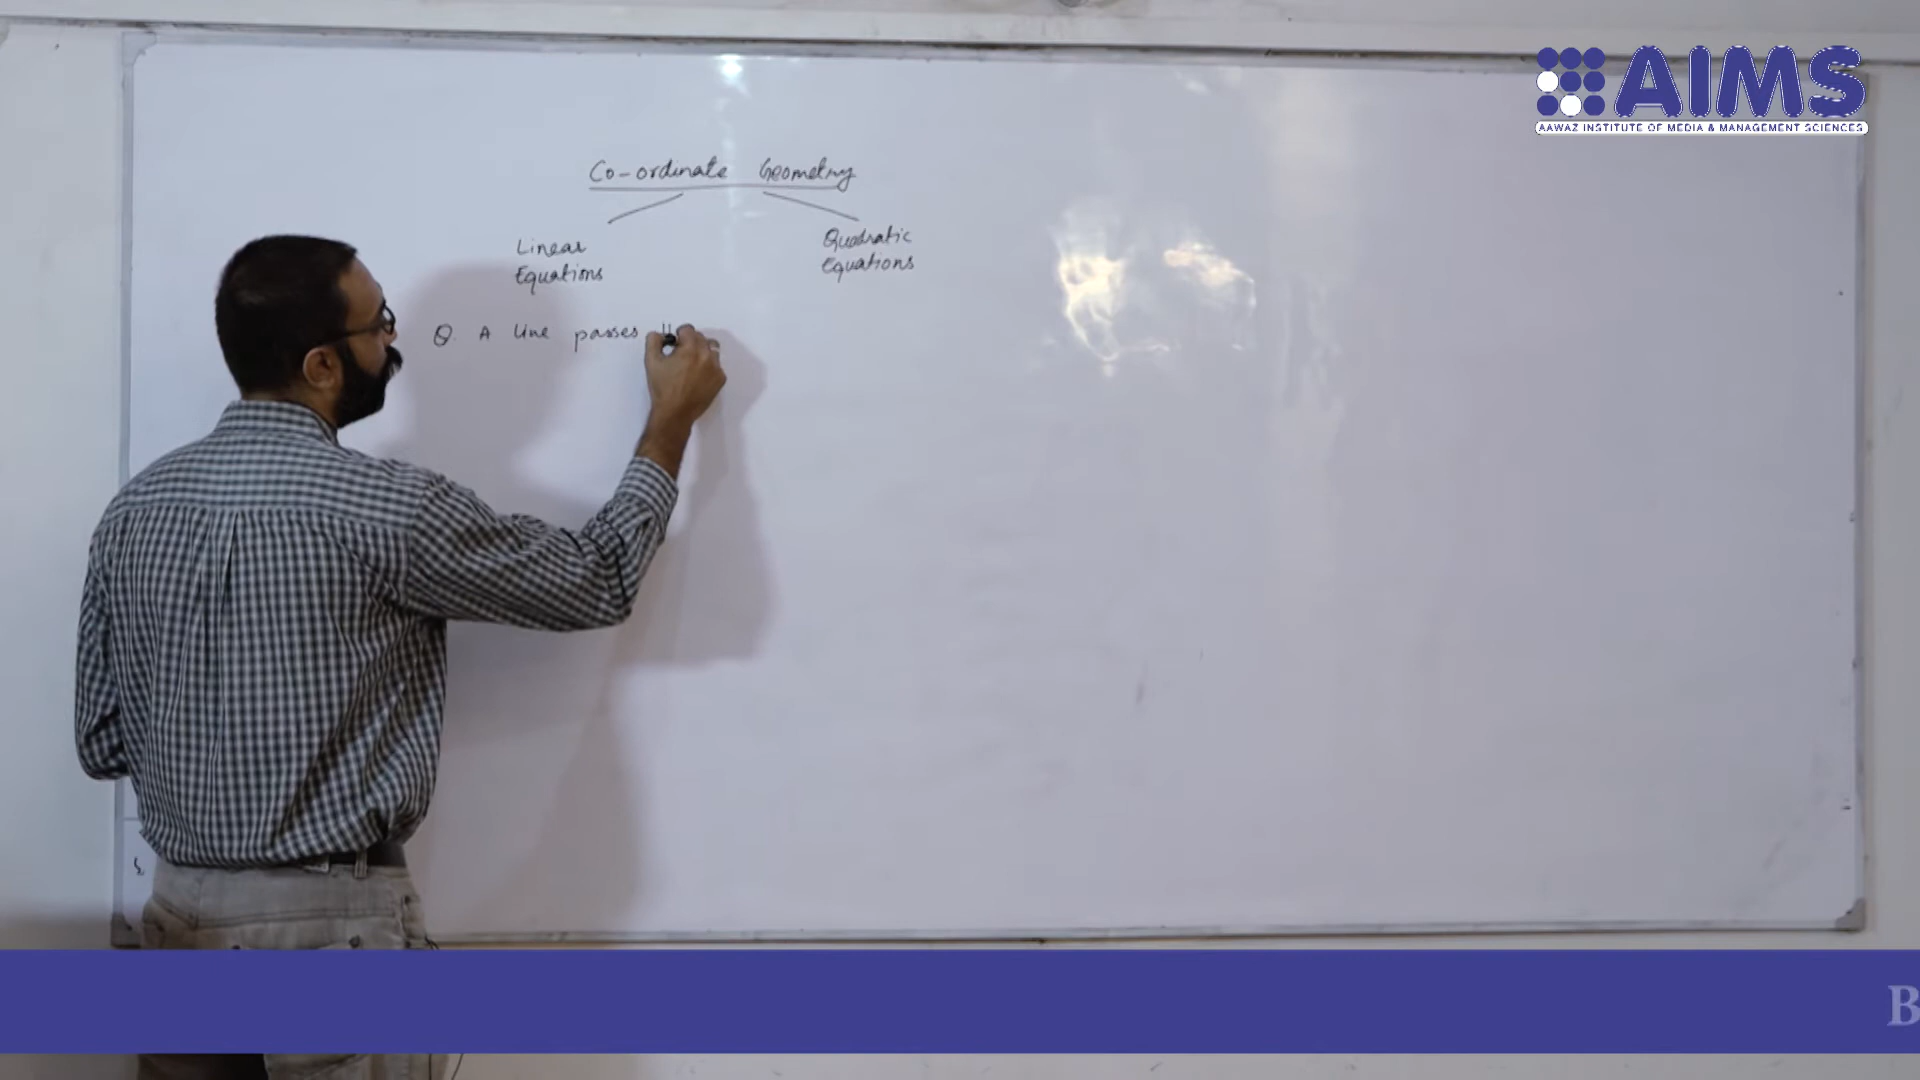 AIMS
AAWAZ INSTITUTE OF MEDIA & MANAGEMENT SCIENCES
Co-ordinate Geometry
Linear
Equations
Quadratic
Equations
Q. A line passes
B